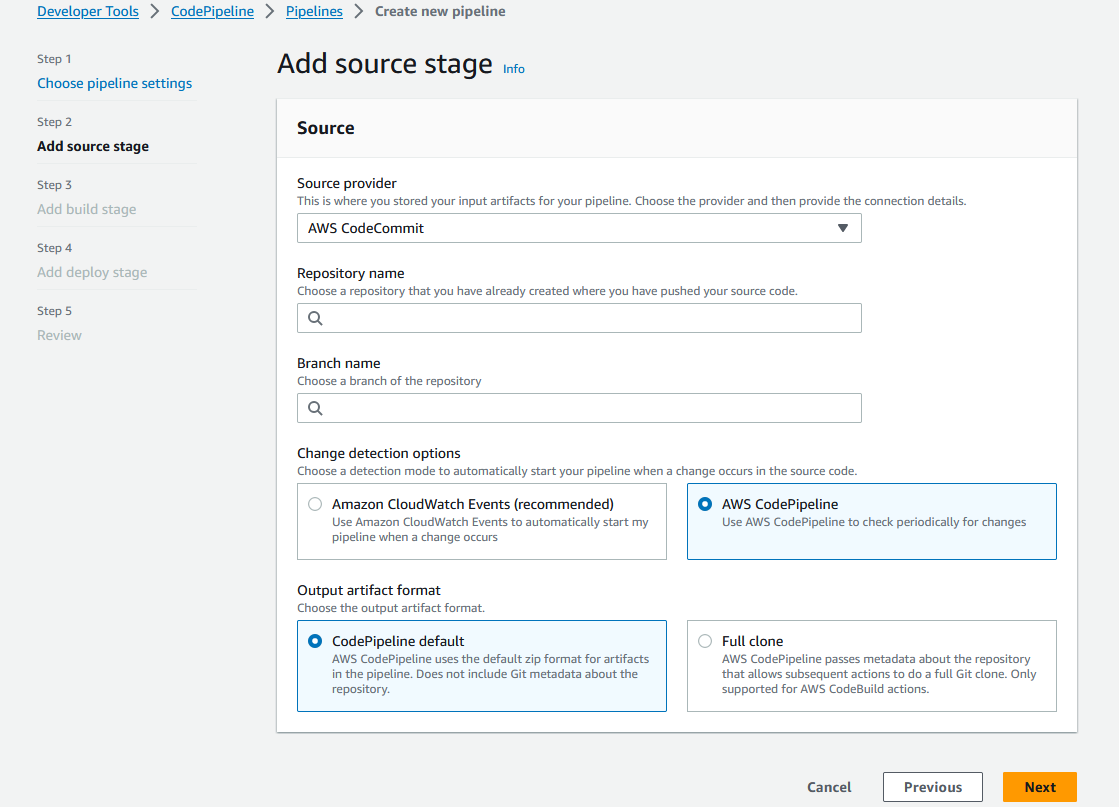 Developer Tools > CodePipeline > Pipelines > Create new pipeline
Step 1
Choose pipeline settings
Step 2
Add source stage
Step 3
Add build stage
Step 4
Add deploy stage
Step 5
Review
Add source stage Info
Source
Source provider
This is where you stored your input artifacts for your pipeline. Choose the provider and then provide the connection details.
AWS CodeCommit
Repository name
Choose a repository that you have already created where you have pushed your source code.
Branch name
Choose a branch of the repository
Change detection options
Choose a detection mode to automatically start your pipeline when a change occurs in the source code.
Amazon CloudWatch Events (recommended)
Use Amazon CloudWatch Events to automatically start my
pipeline when a change occurs
AWS CodePipeline
Use AWS CodePipeline to check periodically for changes
Output artifact format
Choose the output artifact format.
CodePipeline default
AWS CodePipeline uses the default zip format for artifacts
in the pipeline. Does not include Git metadata about the
repository.
Full clone
AWS CodePipeline passes metadata about the repository
that allows subsequent actions to do a full Git clone. Only
supported for AWS CodeBuild actions.
Cancel
Previous
Next